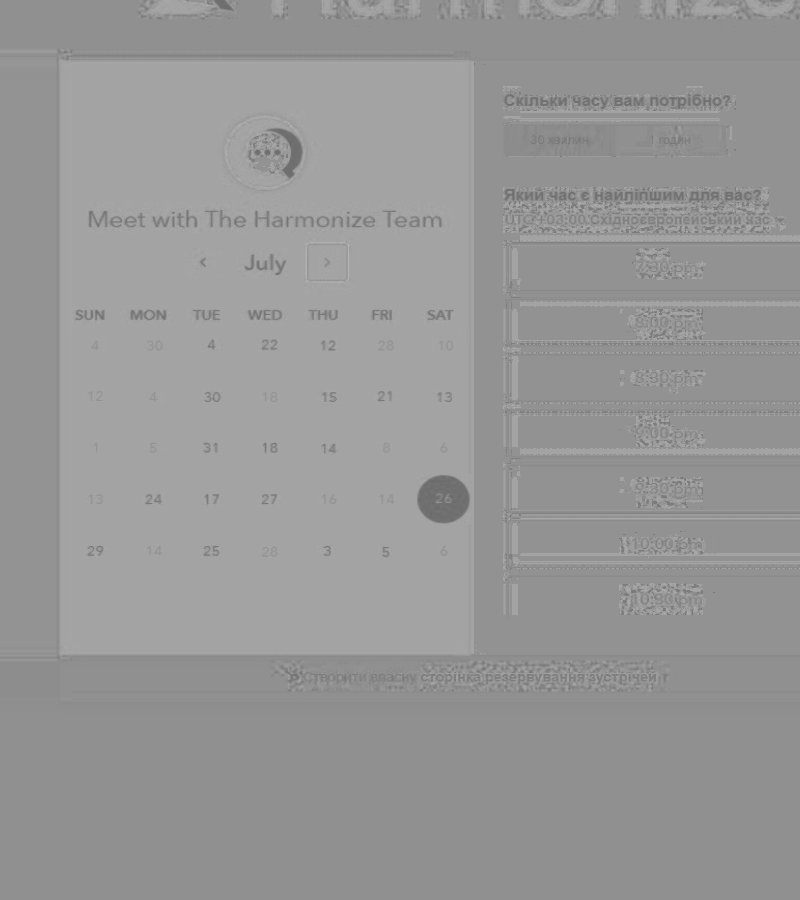 Harmonize
Meet with The Harmonize Team
‹ July ›
SUN MON TUE WED THU FRI SAT
4 30 4 22 12 28 10
12 4 30 18 15 21 13
1 5 31 18 14 8 6
13 24 17 27 16 14 26
29 14 25 28 3 5 6
Скільки часу вам потрібно?
30 хвилин 1 годин
Який час є найліпшим для вас?
UTC+03:00 Східноєвропейський час
7:30 pm
8:00 pm
8:30 pm
9:00 pm
9:30 pm
10:00 pm
10:30 pm
Створити власну сторінка резервування зустрічей